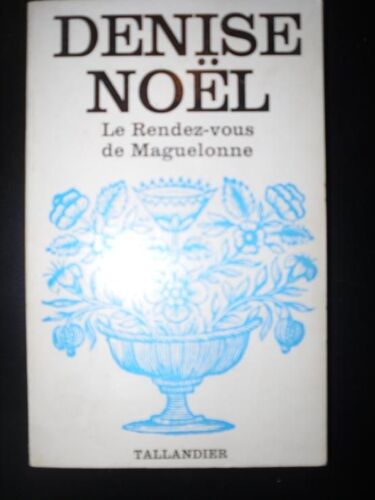 DENISE
NOËL
Le Rendez-vous
de Maguelonne
TALLANDIER